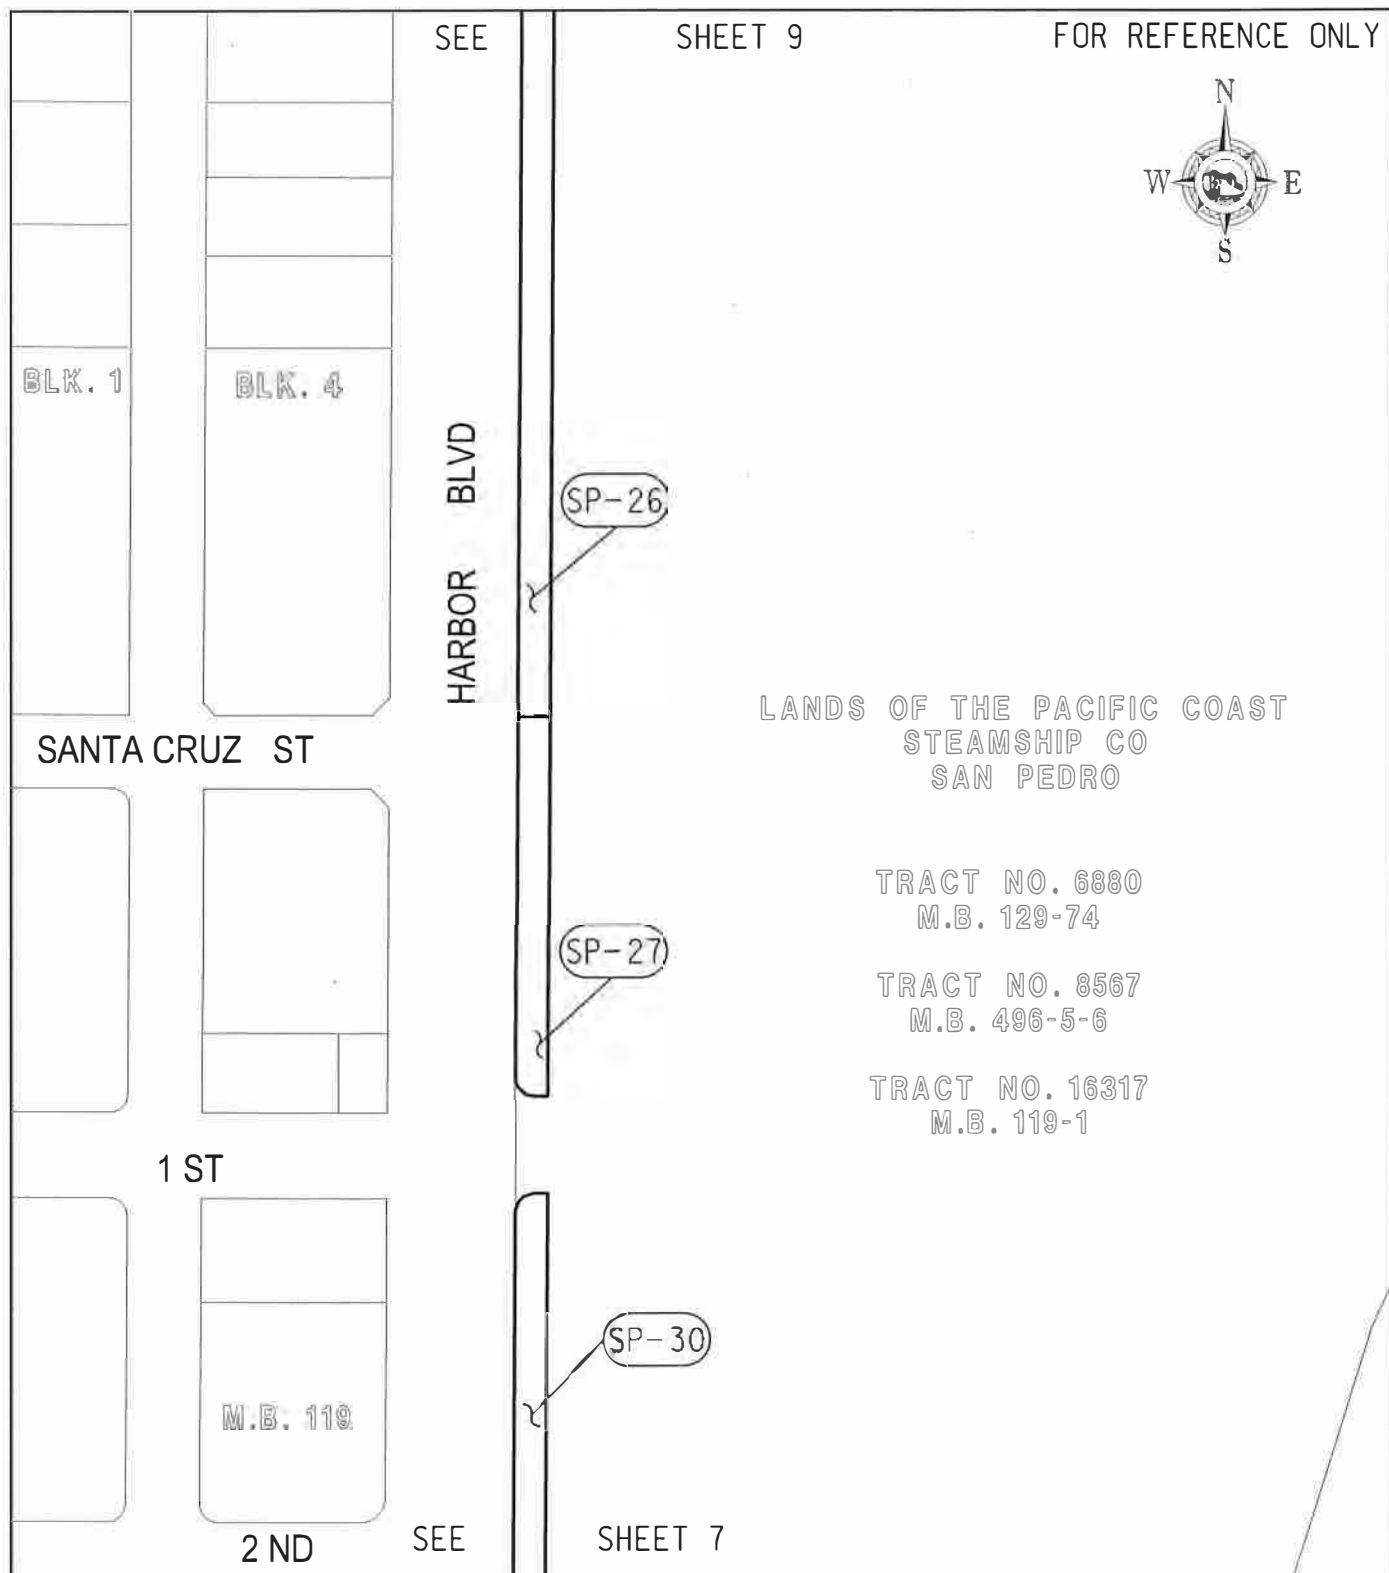 SEE SHEET 9 FOR REFERENCE ONLY
N
W E
S
BLK. 1 BLK. 4
HARBOR BLVD
SP-26
LANDS OF THE PACIFIC COAST
STEAMSHIP CO
SAN PEDRO
SANTA CRUZ ST
TRACT NO. 6880
M.B. 129-74
SP-27
TRACT NO. 8567
M.B. 496-5-6
TRACT NO. 16317
M.B. 119-1
1 ST
SP-30
M.B. 119
2 ND SEE SHEET 7